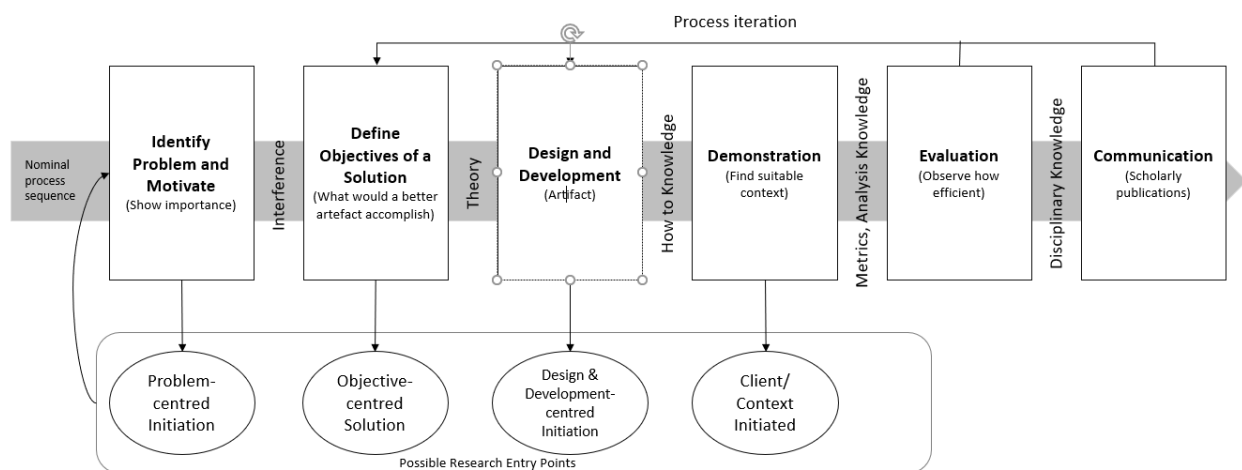 Process iteration
Nominal
process
sequence
Identify
Problem and
Motivate
(Show importance)
Interference
Define
Objectives of a
Solution
(What would a better
artefact accomplish)
Theory
Design and
Development
(Artifact)
How to Knowledge
Demonstration
(Find suitable
context)
Metrics, Analysis Knowledge
Evaluation
(Observe how
efficient)
Disciplinary Knowledge
Communication
(Scholarly
publications)
Problem-
centred
Initiation
Objective-
centred
Solution
Design &
Development-
centred
Initiation
Client/
Context
Initiated
Possible Research Entry Points